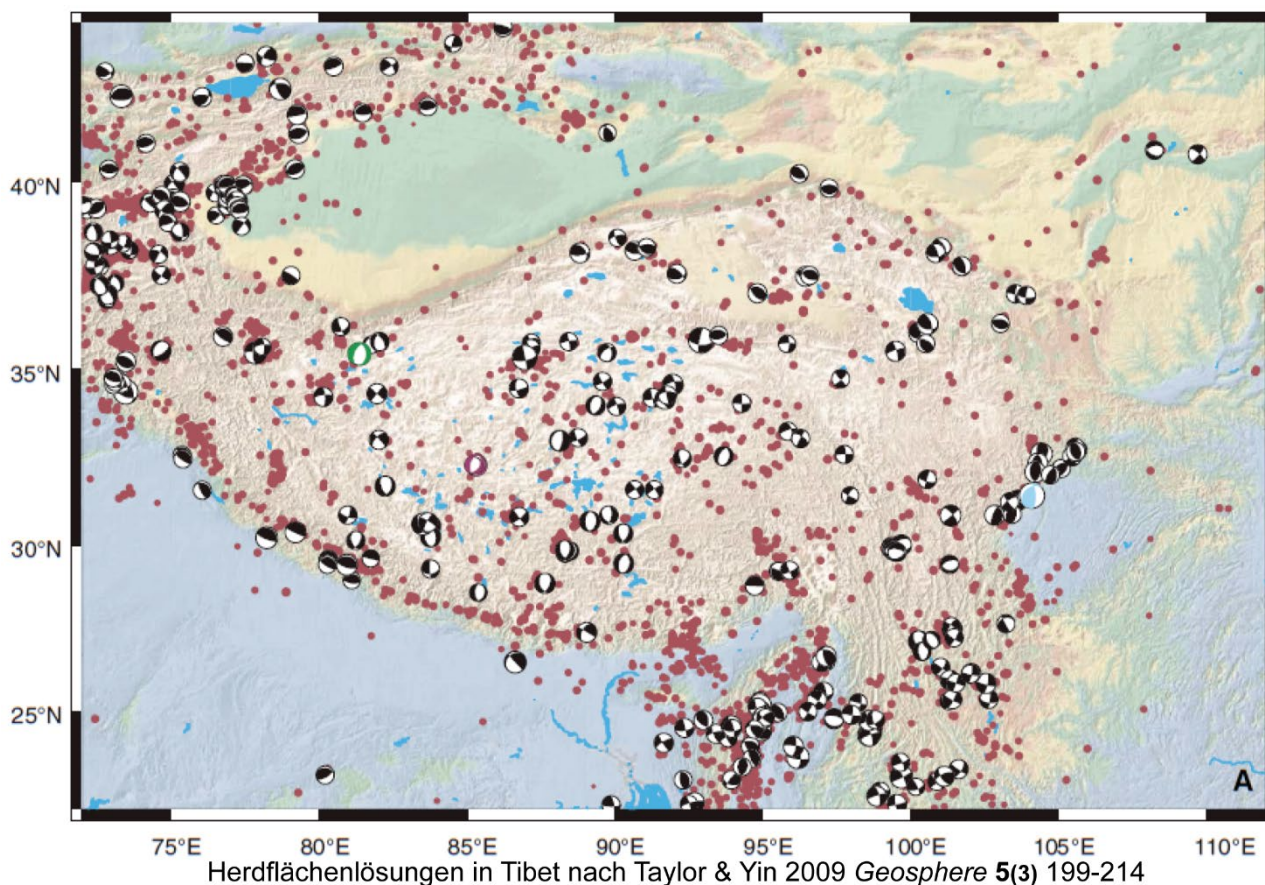 40°N
35°N
30°N
25°N
A
75°E 80°E 85°E 90°E 95°E 100°E 105°E 110°E
Herdflächenlösungen in Tibet nach Taylor & Yin 2009 Geosphere 5(3) 199-214